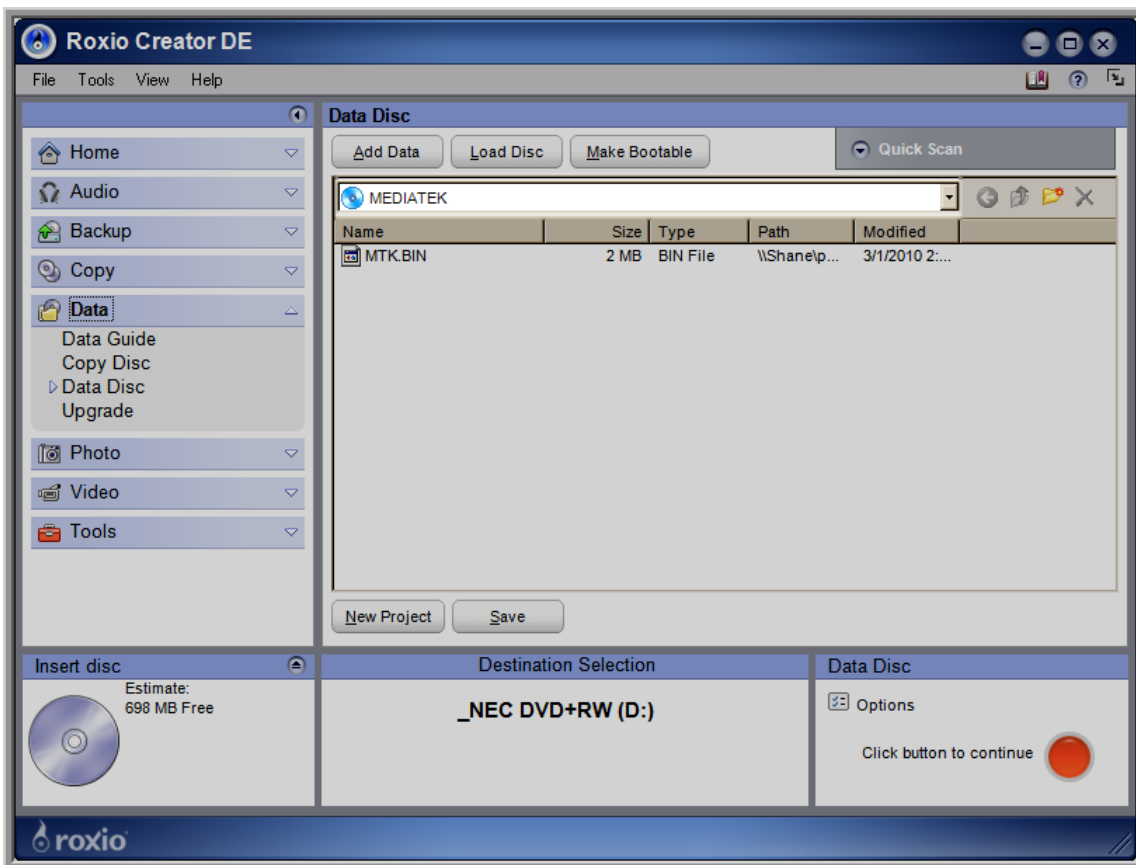 Roxio Creator DE
File Tools View Help
Data Disc
Home
Audio
Backup
Copy
Data
Data Guide
Copy Disc
Data Disc
Upgrade
Photo
Video
Tools
Add Data Load Disc Make Bootable Quick Scan
MEDIATEK
Name Size Type Path Modified
MTK.BIN 2 MB BIN File \\Shane\p... 3/1/2010 2:...
New Project Save
Insert disc
Estimate:
698 MB Free
Destination Selection
_NEC DVD+RW (D:)
Data Disc
Options
Click button to continue
roxio